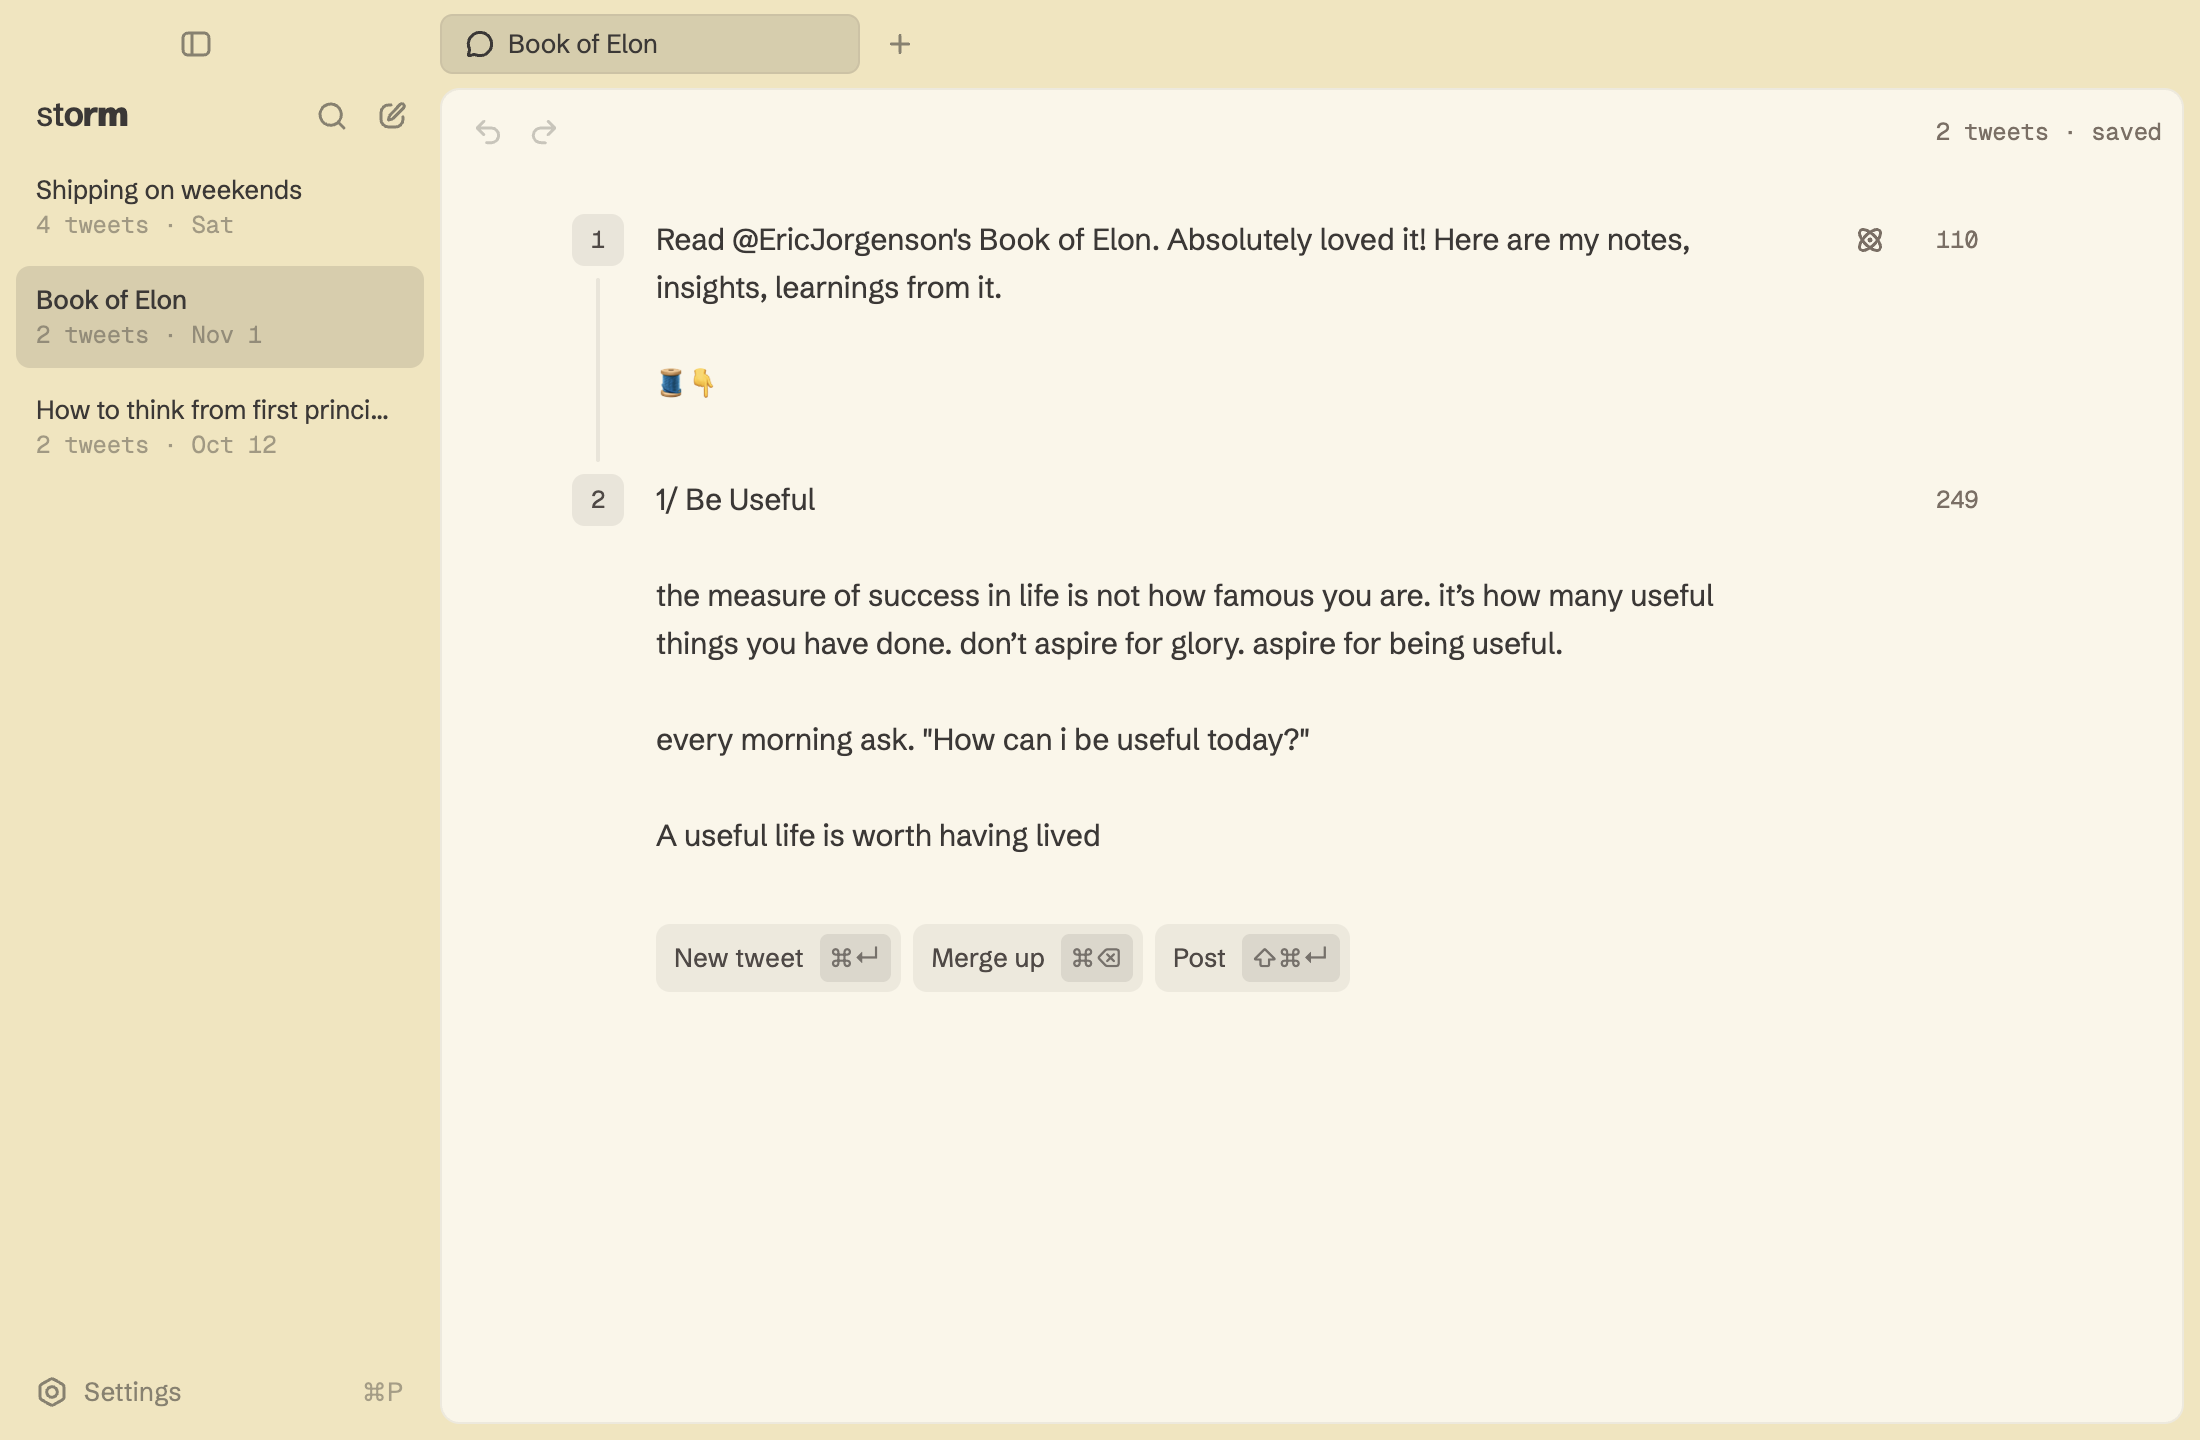 Book of Elon
storm
Shipping on weekends
4 tweets · Sat
Book of Elon
2 tweets · Nov 1
How to think from first princi...
2 tweets · Oct 12
Settings ⌘P
2 tweets · saved
1 Read @EricJorgenson's Book of Elon. Absolutely loved it! Here are my notes, 110
insights, learnings from it.
🧵👇
2 1/ Be Useful 249
the measure of success in life is not how famous you are. it’s how many useful
things you have done. don’t aspire for glory. aspire for being useful.
every morning ask. "How can i be useful today?"
A useful life is worth having lived
New tweet ⌘↵ Merge up ⌘⌫ Post ⇧⌘↵